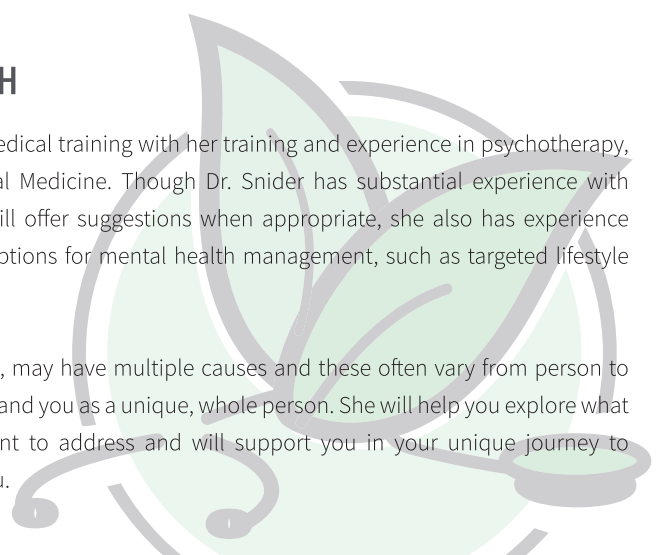 H
edical training with her training and experience in psychotherapy,
al Medicine. Though Dr. Snider has substantial experience with
ill offer suggestions when appropriate, she also has experience
ptions for mental health management, such as targeted lifestyle
, may have multiple causes and these often vary from person to
and you as a unique, whole person. She will help you explore what
nt to address and will support you in your unique journey to
u.